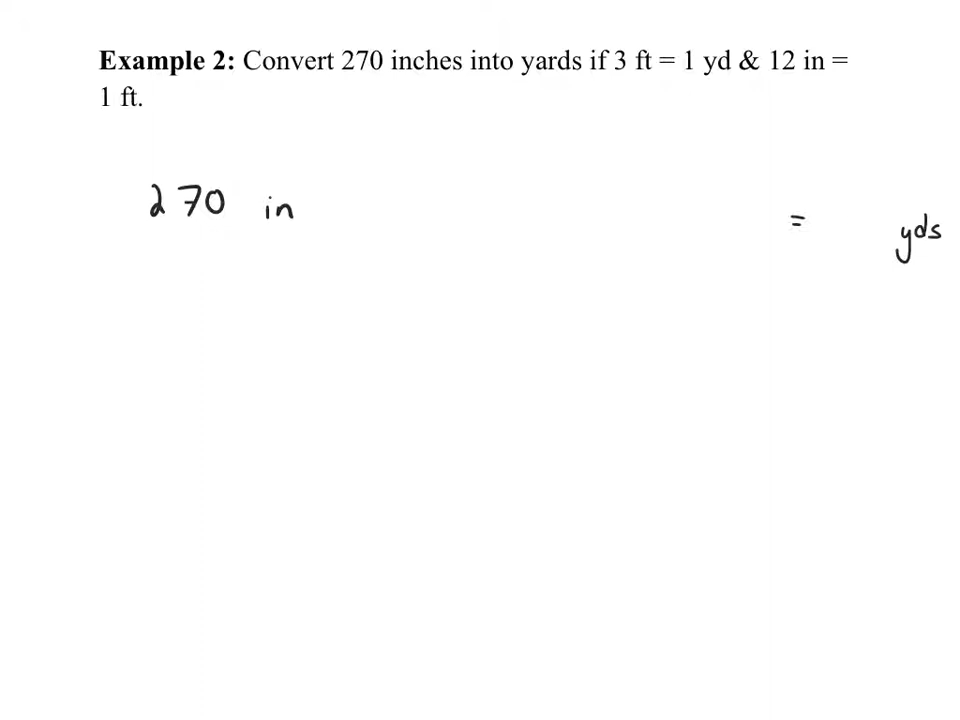 Example 2: Convert 270 inches into yards if 3 ft = 1 yd & 12 in =
1 ft.
270 in = yds